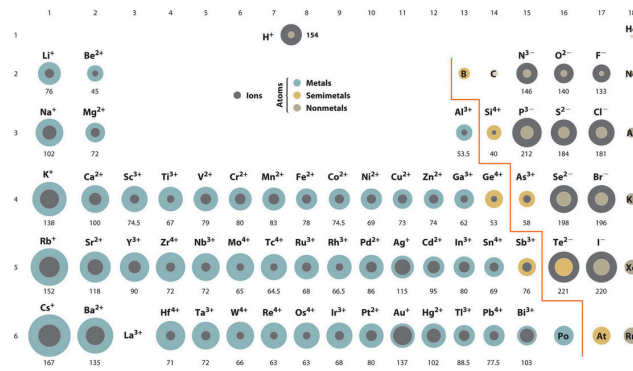 1 2 3 4 5 6 7 8 9 10 11 12 13 14 15 16 17 18
1 H⁺ 154
Li⁺ Be²⁺ N³⁻ O²⁻ F⁻
2 B C
76 45 146 140 133
Ions
Atoms
Metals
Semimetals
Nonmetals
Na⁺ Mg²⁺ Al³⁺ Si⁴⁺ P³⁻ S²⁻ Cl⁻
3
102 72 53.5 40 212 184 181
K⁺ Ca²⁺ Sc³⁺ Ti³⁺ V²⁺ Cr²⁺ Mn²⁺ Fe²⁺ Co²⁺ Ni²⁺ Cu²⁺ Zn²⁺ Ga³⁺ Ge⁴⁺ As³⁺ Se²⁻ Br⁻
4
138 100 74.5 67 79 80 83 78 74.5 69 73 74 62 53 58 198 196
Rb⁺ Sr²⁺ Y³⁺ Zr⁴⁺ Nb³⁺ Mo⁴⁺ Tc⁴⁺ Ru³⁺ Rh³⁺ Pd²⁺ Ag⁺ Cd²⁺ In³⁺ Sn⁴⁺ Sb³⁺ Te²⁻ I⁻
5
152 118 90 72 72 65 64.5 68 66.5 86 115 95 80 69 76 221 220
Cs⁺ Ba²⁺ Hf⁴⁺ Ta³⁺ W⁴⁺ Re⁴⁺ Os⁴⁺ Ir³⁺ Pt²⁺ Au⁺ Hg²⁺ Tl³⁺ Pb⁴⁺ Bi³⁺
6 La³⁺ Po At
167 135 71 72 66 63 63 68 80 137 102 88.5 77.5 103